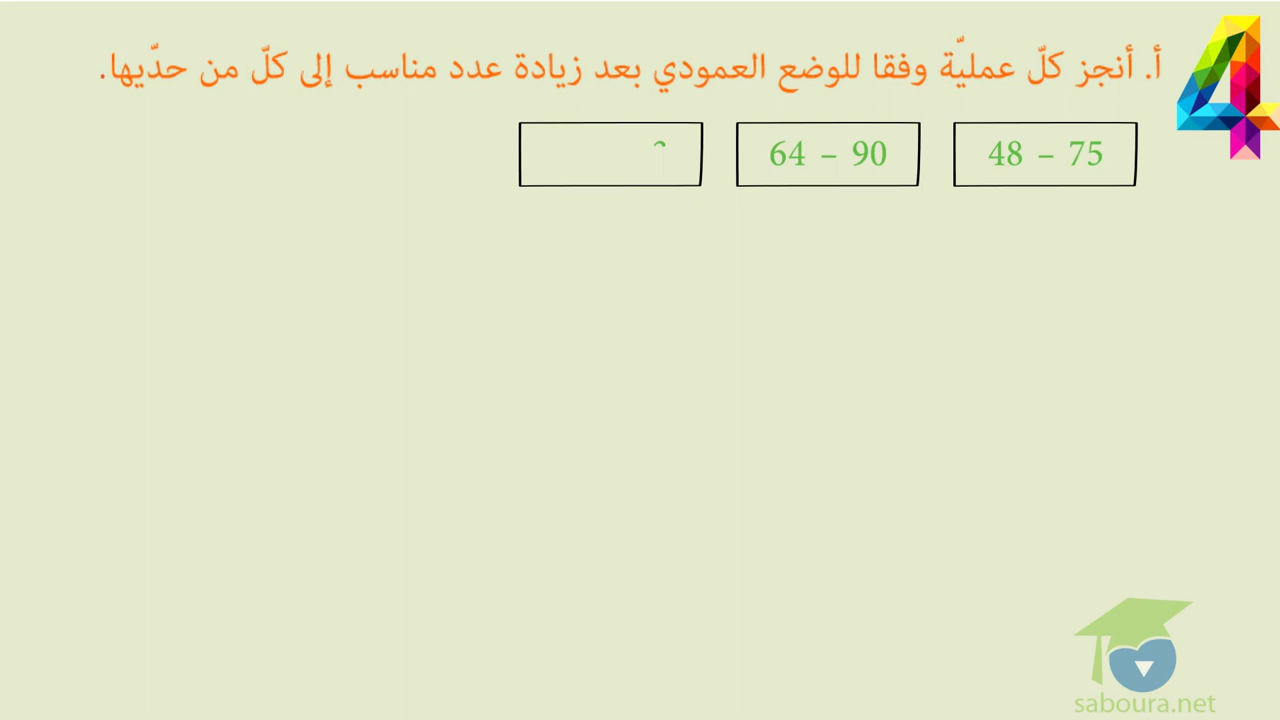 4
أ. أنجز كلّ عمليّة وفقا للوضع العمودي بعد زيادة عدد مناسب إلى كلّ من حدّيها.
75 – 48
90 – 64
saboura.net